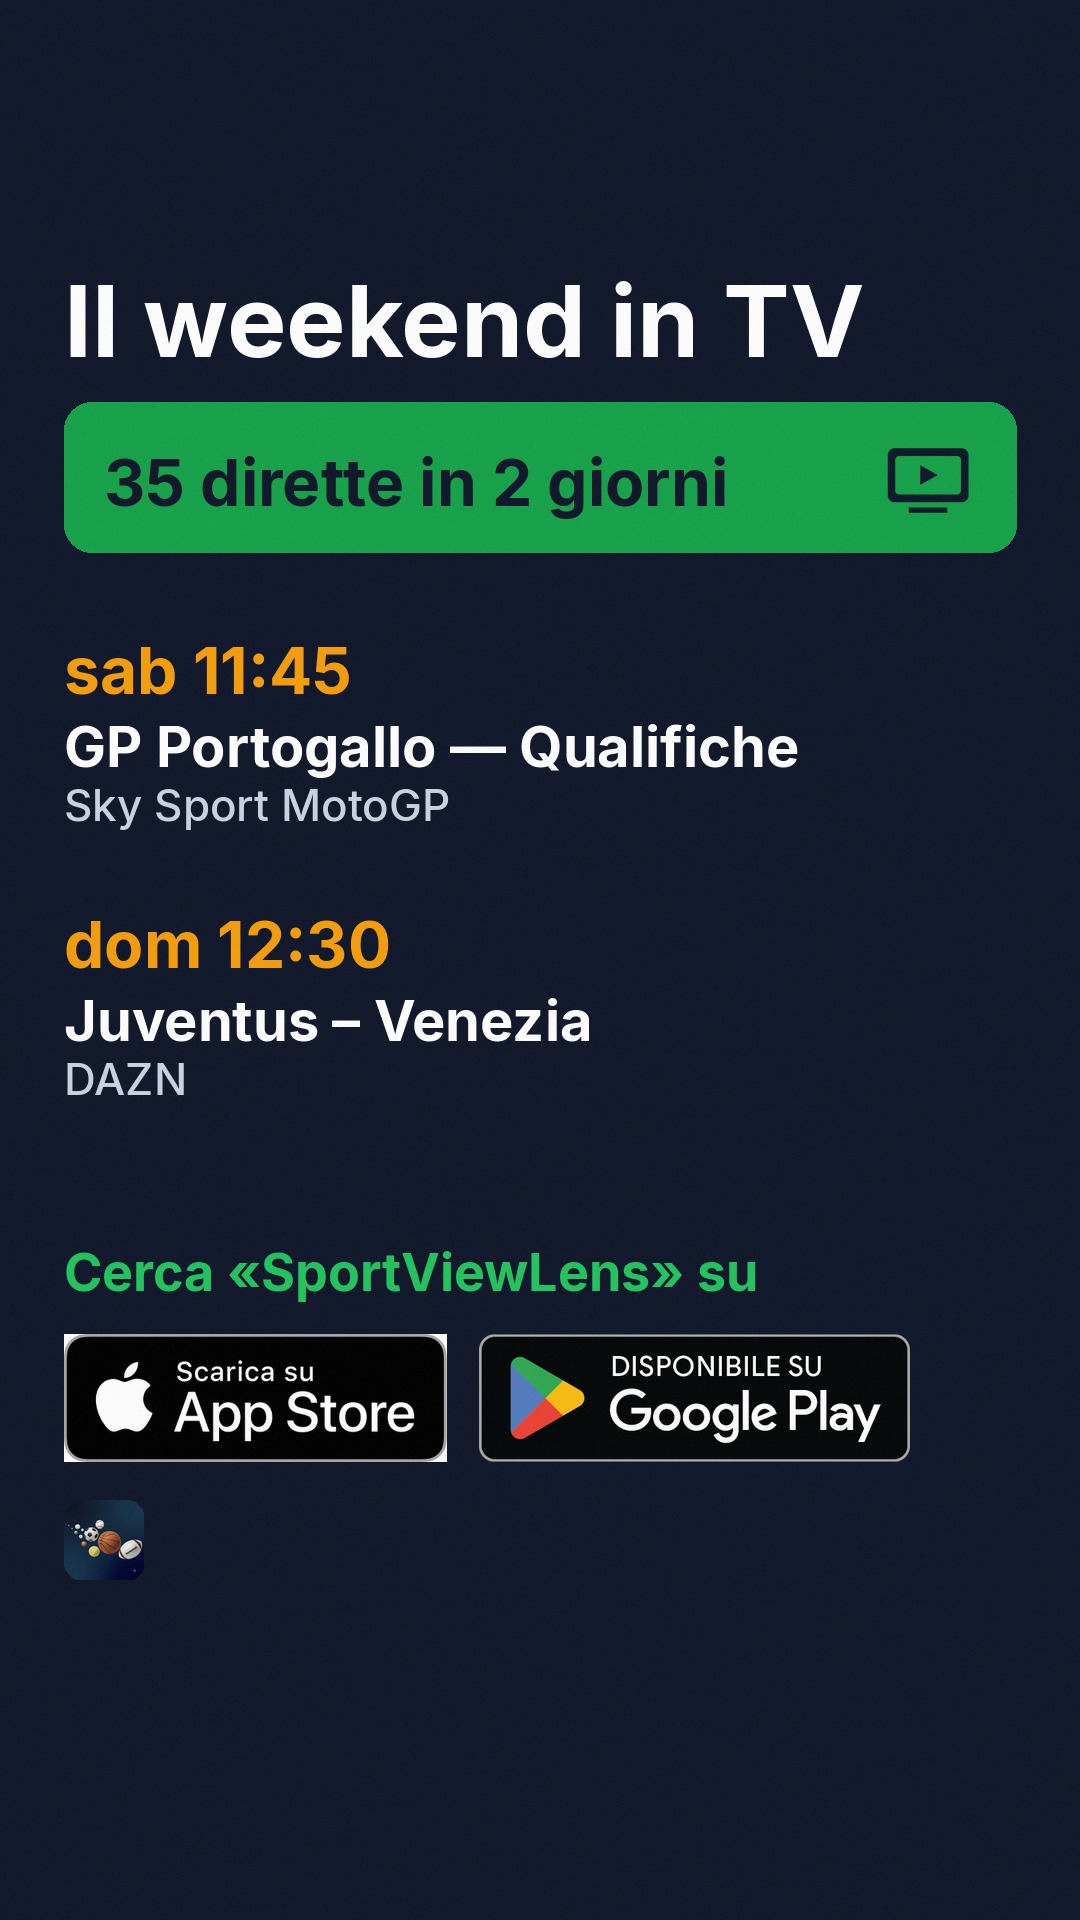 Il weekend in TV
35 dirette in 2 giorni
sab 11:45
GP Portogallo — Qualifiche
Sky Sport MotoGP
dom 12:30
Juventus – Venezia
DAZN
Cerca «SportViewLens» su
Scarica su
App Store
DISPONIBILE SU
Google Play